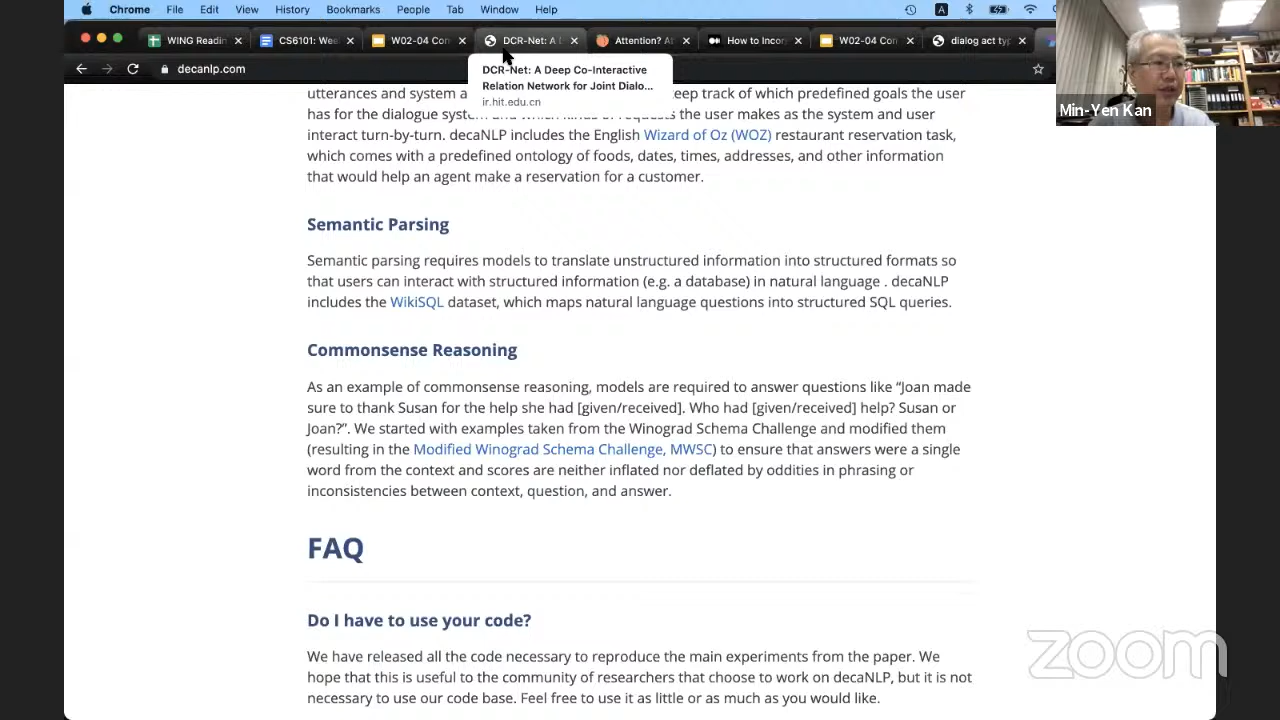 Chrome File Edit View History Bookmarks Profiles People Tab Window Help
WING Readin
CS6101: Wee
W02-04 Con
DCR-Net: A D
Attention? At
How to Incor
W02-04 Con
dialog act typ
decanlp.com
DCR-Net: A Deep Co-Interactive
Relation Network for Joint Dialo...
ir.hit.edu.cn
Min-Yen Kan
utterances and system a eep track of which predefined goals the user
has for the dialogue system and which kinds of requests the user makes as the system and user
interact turn-by-turn. decaNLP includes the English Wizard of Oz (WOZ) restaurant reservation task,
which comes with a predefined ontology of foods, dates, times, addresses, and other information
that would help an agent make a reservation for a customer.
Semantic Parsing
Semantic parsing requires models to translate unstructured information into structured formats so
that users can interact with structured information (e.g. a database) in natural language . decaNLP
includes the WikiSQL dataset, which maps natural language questions into structured SQL queries.
Commonsense Reasoning
As an example of commonsense reasoning, models are required to answer questions like “Joan made
sure to thank Susan for the help she had [given/received]. Who had [given/received] help? Susan or
Joan?”. We started with examples taken from the Winograd Schema Challenge and modified them
(resulting in the Modified Winograd Schema Challenge, MWSC) to ensure that answers were a single
word from the context and scores are neither inflated nor deflated by oddities in phrasing or
inconsistencies between context, question, and answer.
FAQ
Do I have to use your code?
We have released all the code necessary to reproduce the main experiments from the paper. We
hope that this is useful to the community of researchers that choose to work on decaNLP, but it is not
necessary to use our code base. Feel free to use it as little or as much as you would like.
zoom